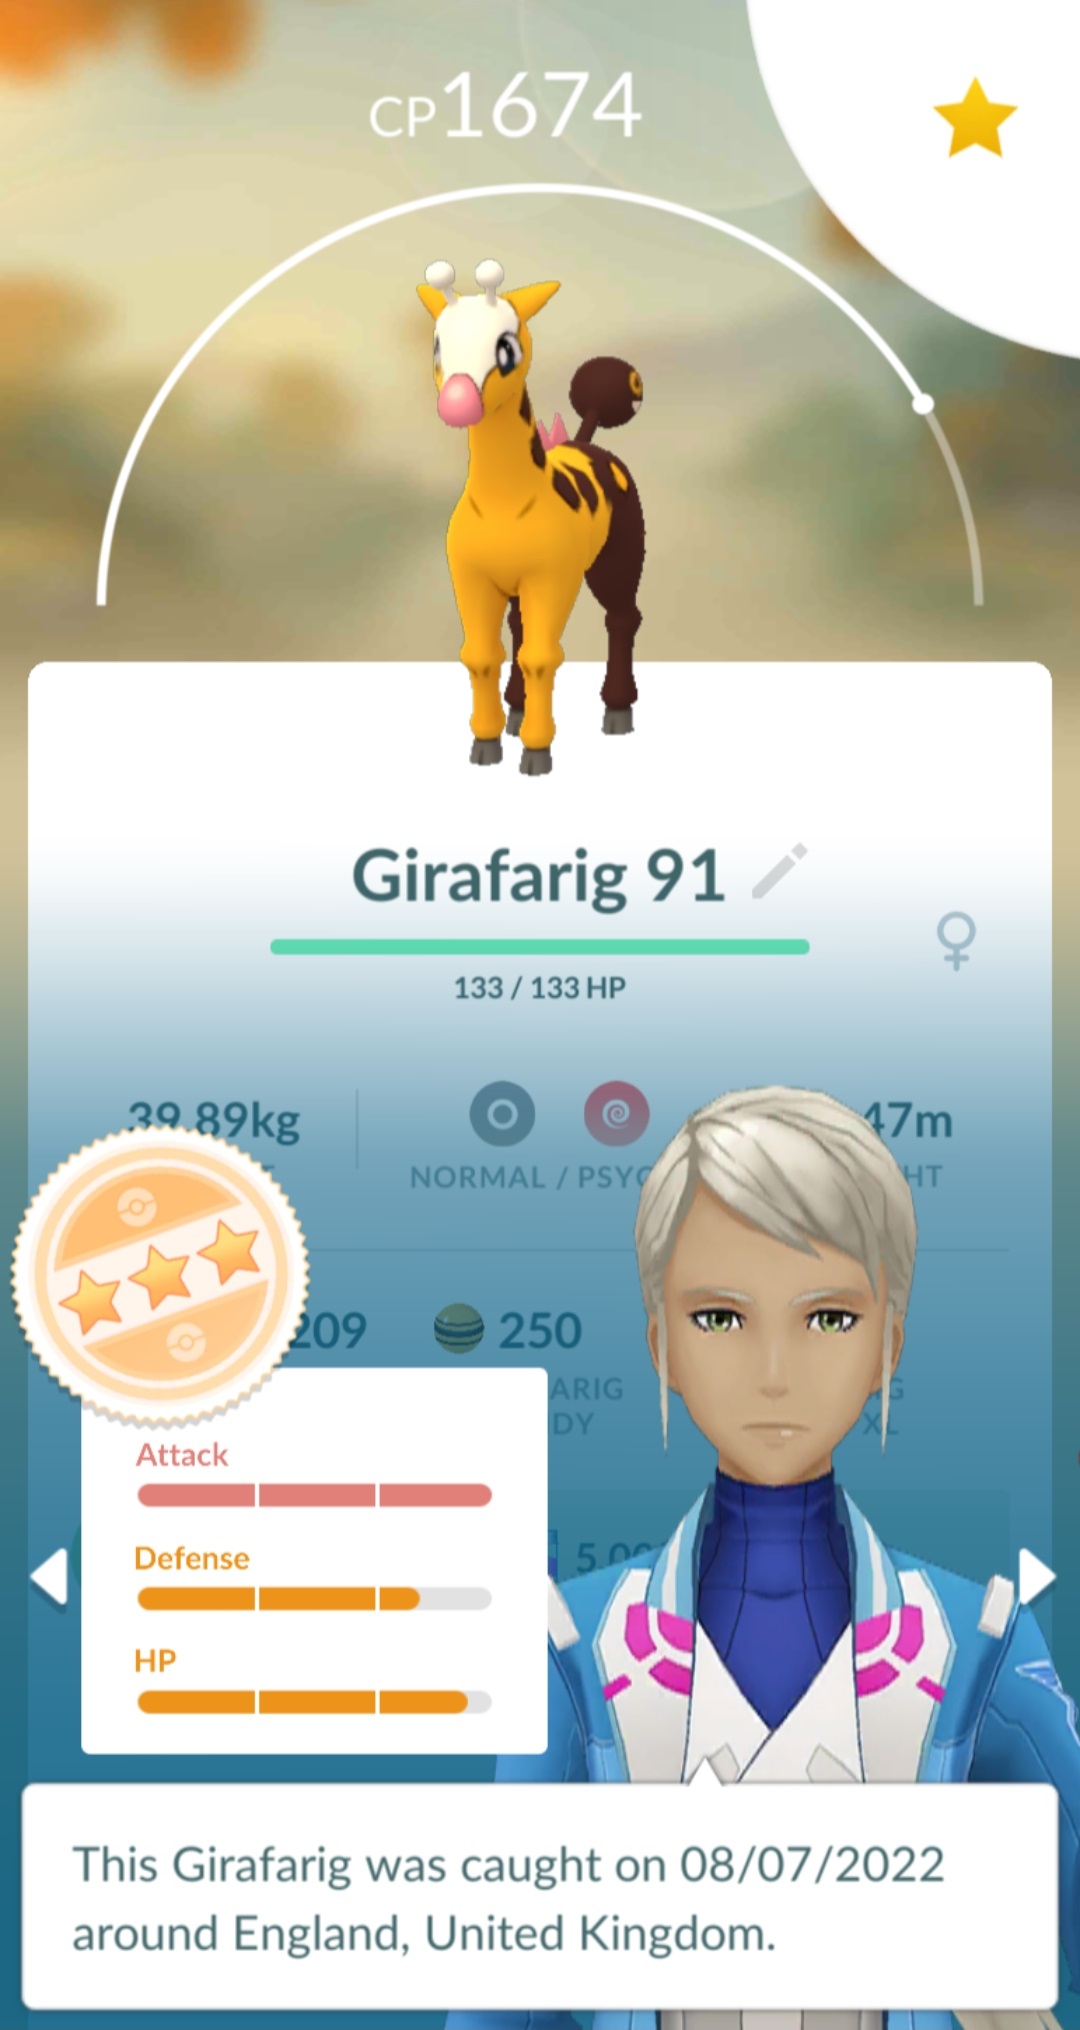 CP1674
Girafarig 91
133 / 133 HP
39.89kg
47m
NORMAL /
HT
209
250
ARIG
DY
XL
Attack
Defense
HP
This Girafarig was caught on 08/07/2022
around England, United Kingdom.